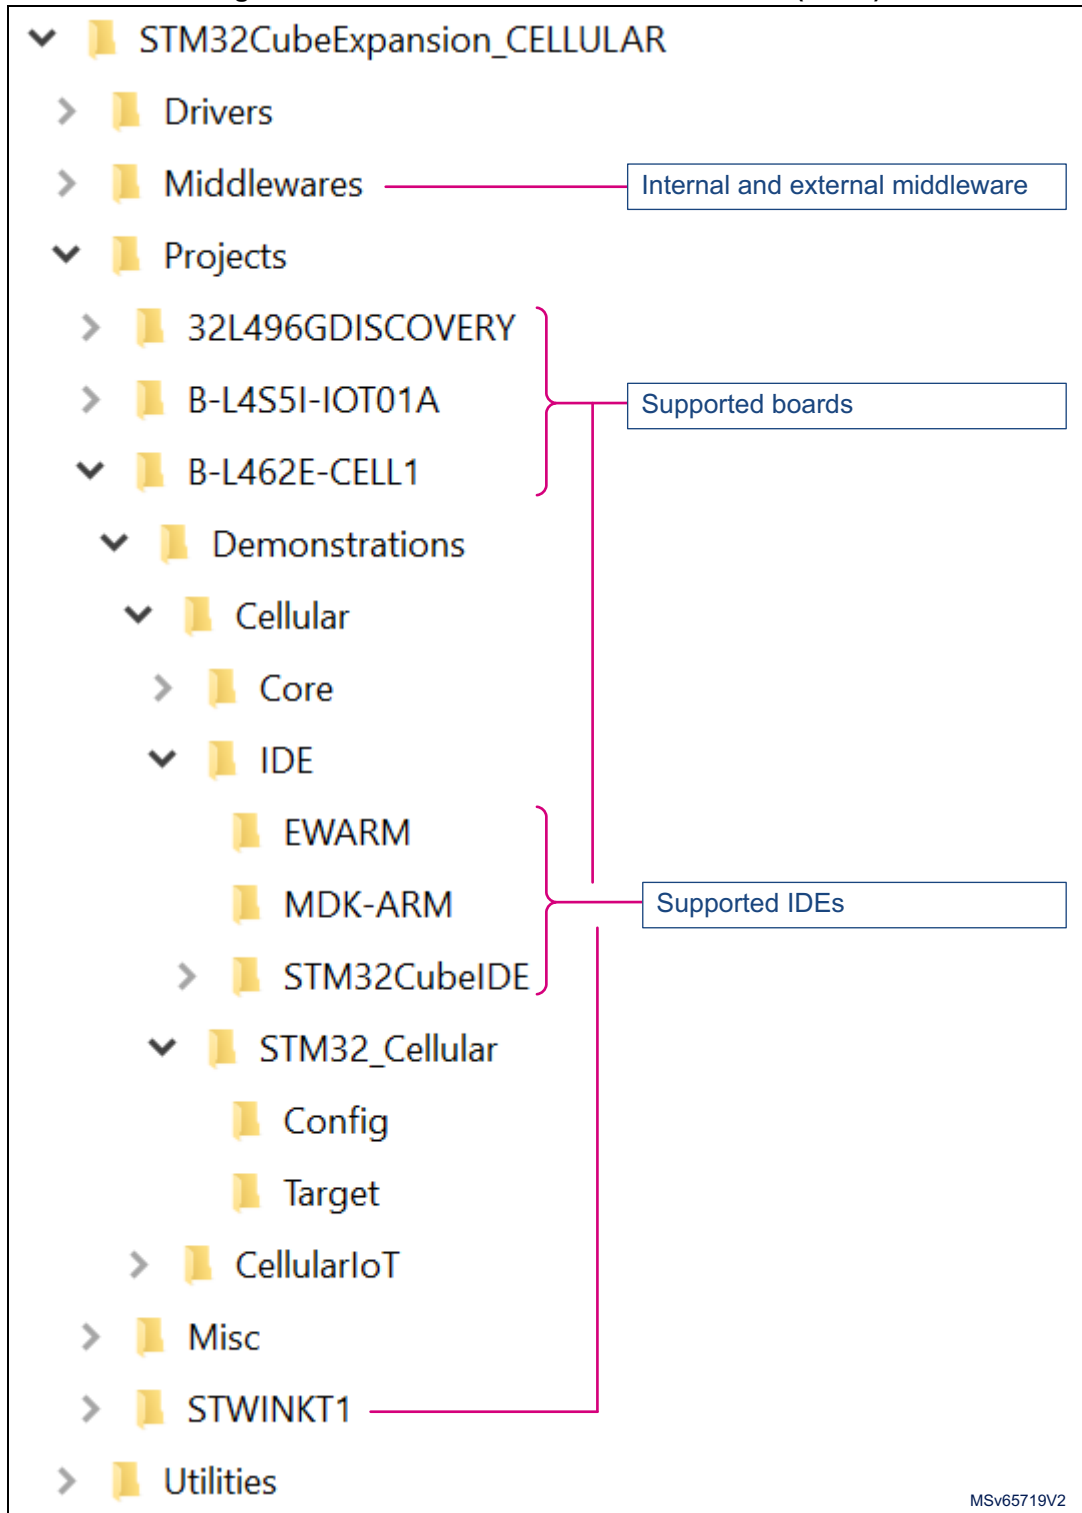 STM32CubeExpansion_CELLULAR
Drivers
Middlewares
Internal and external middleware
Projects
32L496GDISCOVERY
B-L4S5I-IOT01A
Supported boards
B-L462E-CELL1
Demonstrations
Cellular
Core
IDE
EWARM
MDK-ARM
Supported IDEs
STM32CubeIDE
STM32_Cellular
Config
Target
CellularIoT
Misc
STWINKT1
Utilities
MSv65719V2